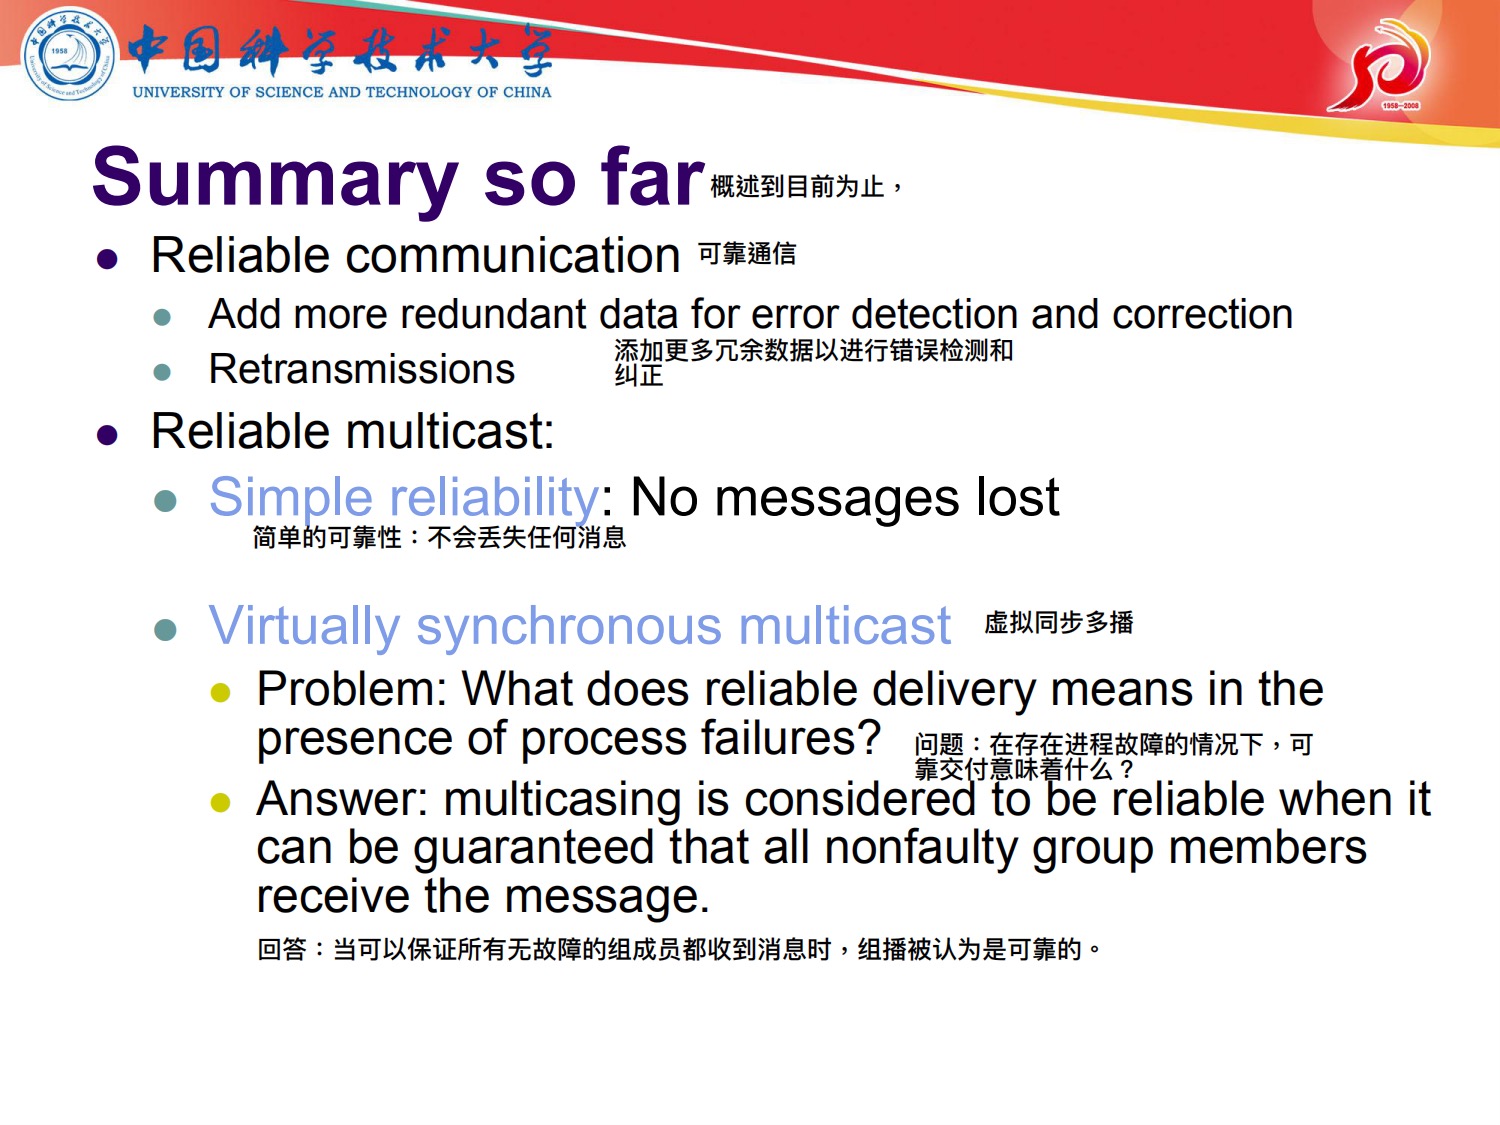 中国科学技术大学
UNIVERSITY OF SCIENCE AND TECHNOLOGY OF CHINA
1958
1958-2008
Summary so far
概述到目前为止，
Reliable communication 可靠通信
Add more redundant data for error detection and correction
添加更多冗余数据以进行错误检测和
纠正
Retransmissions
Reliable multicast:
Simple reliability: No messages lost
简单的可靠性：不会丢失任何消息
Virtually synchronous multicast 虚拟同步多播
Problem: What does reliable delivery means in the
presence of process failures?
问题：在存在进程故障的情况下，可
靠交付意味着什么？
Answer: multicasing is considered to be reliable when it
can be guaranteed that all nonfaulty group members
receive the message.
回答：当可以保证所有无故障的组成员都收到消息时，组播被认为是可靠的。